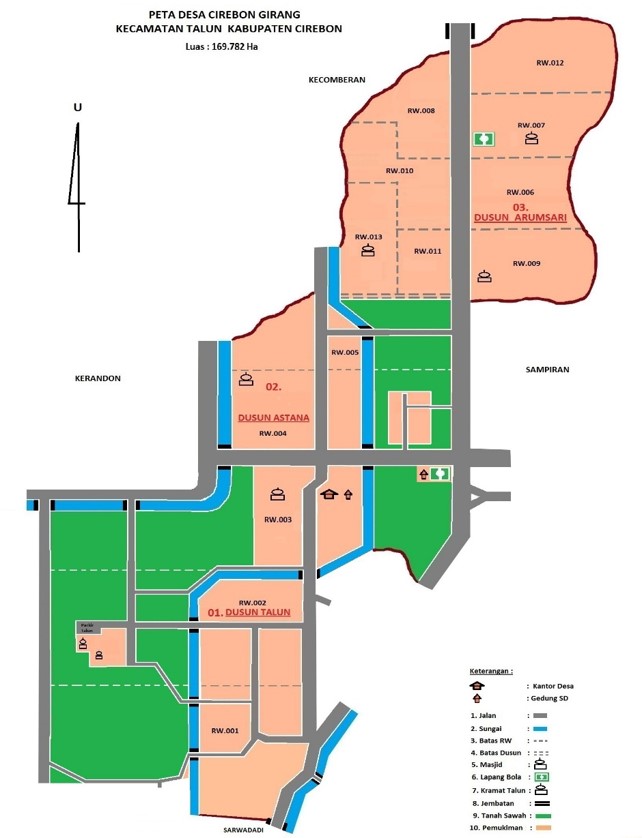 PETA DESA CIREBON GIRANG
KECAMATAN TALUN KABUPATEN CIREBON
Luas : 169.782 Ha
U
KECOMBERAN
RW.012
RW.008
RW.007
RW.010
RW.006
03.
DUSUN ARUMSARI
RW.013
RW.011
RW.009
RW.005
KERANDON
SAMPIRAN
02.
DUSUN ASTANA
RW.004
RW.003
RW.002
01. DUSUN TALUN
Talun
RW.001
SARWADADI
Keterangan :
: Kantor Desa
: Gedung SD
1. Jalan :
2. Sungai :
3. Batas RW :
4. Batas Dusun :
5. Masjid :
6. Lapang Bola :
7. Kramat Talun :
8. Jembatan :
9. Tanah Sawah :
10. Pemukiman :